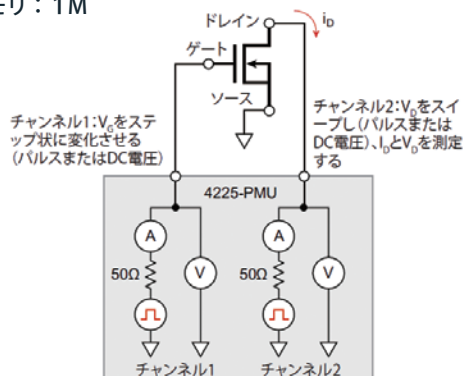 モリ：1M
ドレイン
iD
ゲート
ソース
チャンネル1:VGをステ
ップ状に変化させる
(パルスまたはDC電圧)
チャンネル2:VDをスイ
ープし(パルスまたは
DC電圧)、IDとVDを測定
する
4225-PMU
A
A
50Ω
V
50Ω
V
チャンネル1
チャンネル2